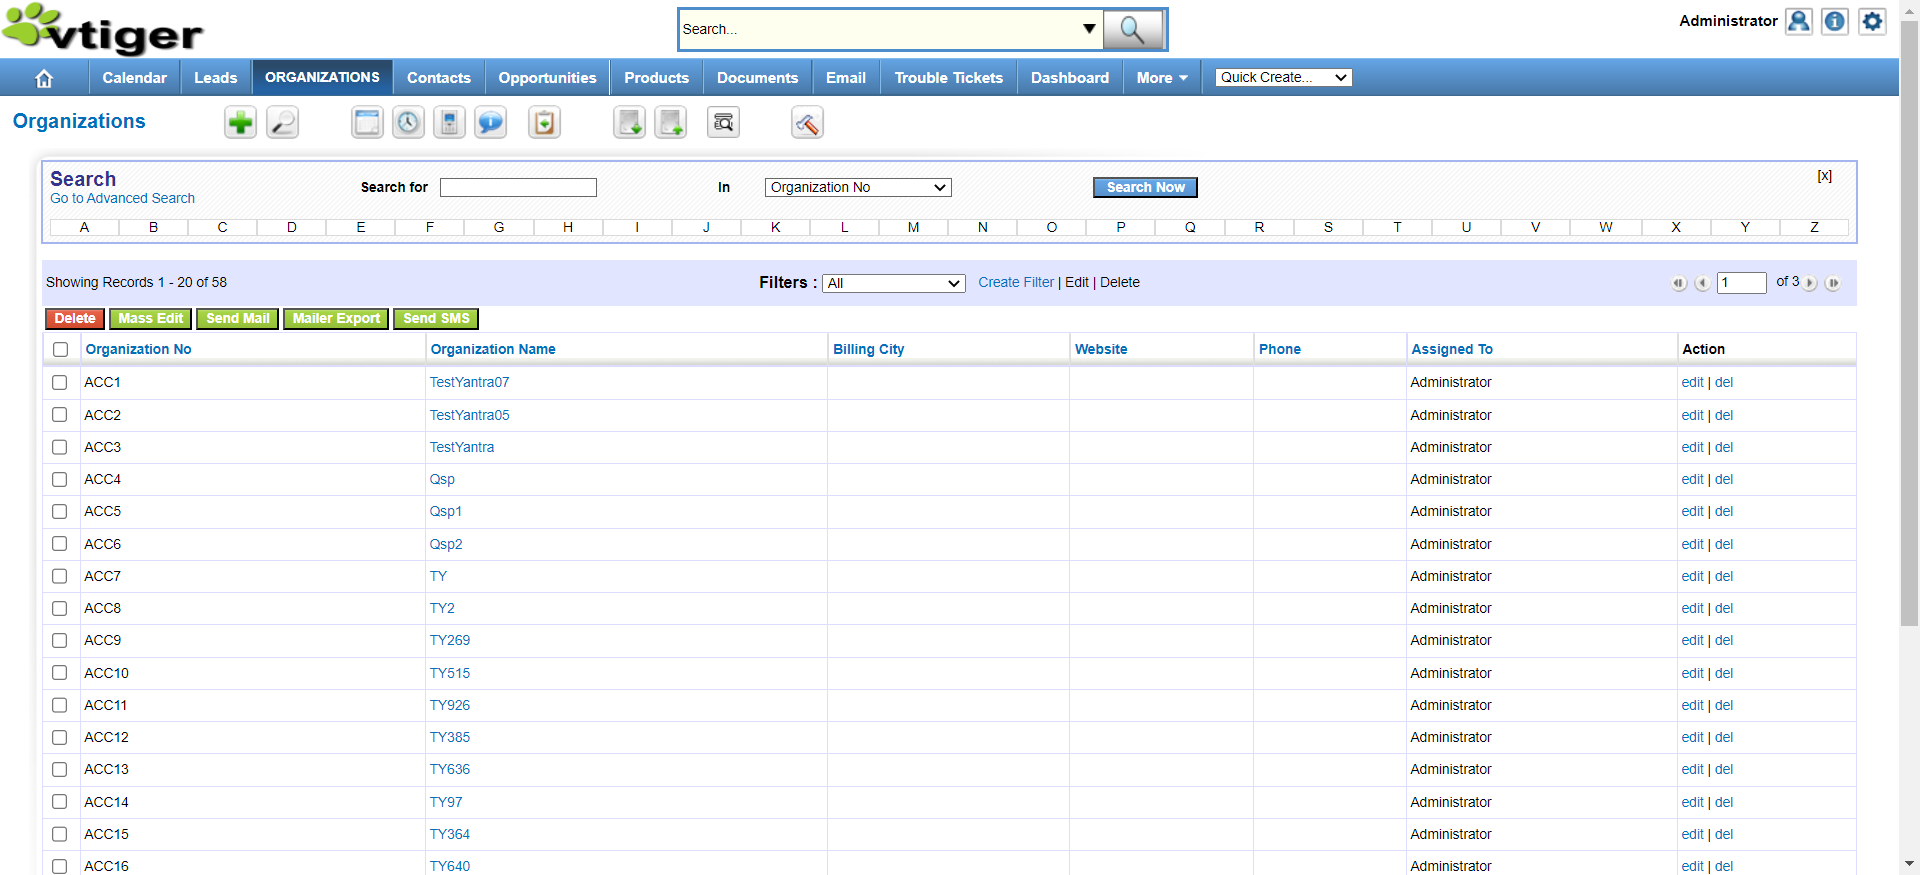 vtiger
Search...
Administrator
Calendar Leads ORGANIZATIONS Contacts Opportunities Products Documents Email Trouble Tickets Dashboard More Quick Create...
Organizations
Search
Go to Advanced Search
Search for In Organization No Search Now [x]
A B C D E F G H I J K L M N O P Q R S T U V W X Y Z
Showing Records 1 - 20 of 58 Filters : All Create Filter | Edit | Delete 1 of 3
Delete Mass Edit Send Mail Mailer Export Send SMS
Organization No Organization Name Billing City Website Phone Assigned To Action
ACC1 TestYantra07 Administrator edit | del
ACC2 TestYantra05 Administrator edit | del
ACC3 TestYantra Administrator edit | del
ACC4 Qsp Administrator edit | del
ACC5 Qsp1 Administrator edit | del
ACC6 Qsp2 Administrator edit | del
ACC7 TY Administrator edit | del
ACC8 TY2 Administrator edit | del
ACC9 TY269 Administrator edit | del
ACC10 TY515 Administrator edit | del
ACC11 TY926 Administrator edit | del
ACC12 TY385 Administrator edit | del
ACC13 TY636 Administrator edit | del
ACC14 TY97 Administrator edit | del
ACC15 TY364 Administrator edit | del
ACC16 TY640 Administrator edit | del